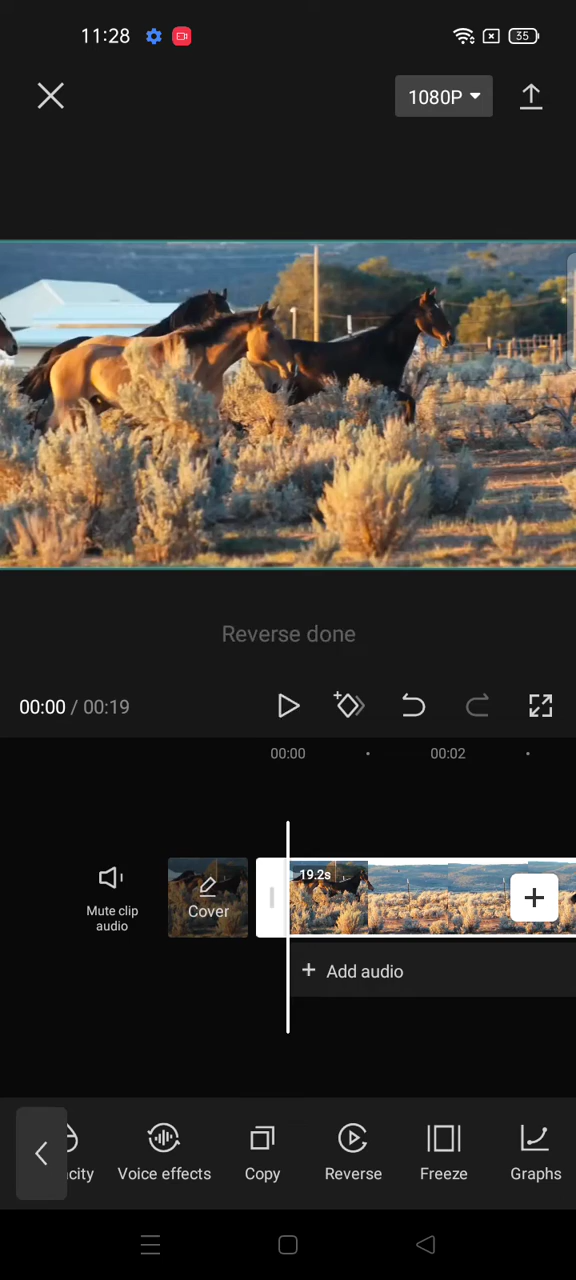 11:28
35
1080P
Reverse done
00:00 / 00:19
00:00
00:02
19.2s
Mute clip
audio
Cover
Add audio
city
Voice effects
Copy
Reverse
Freeze
Graphs